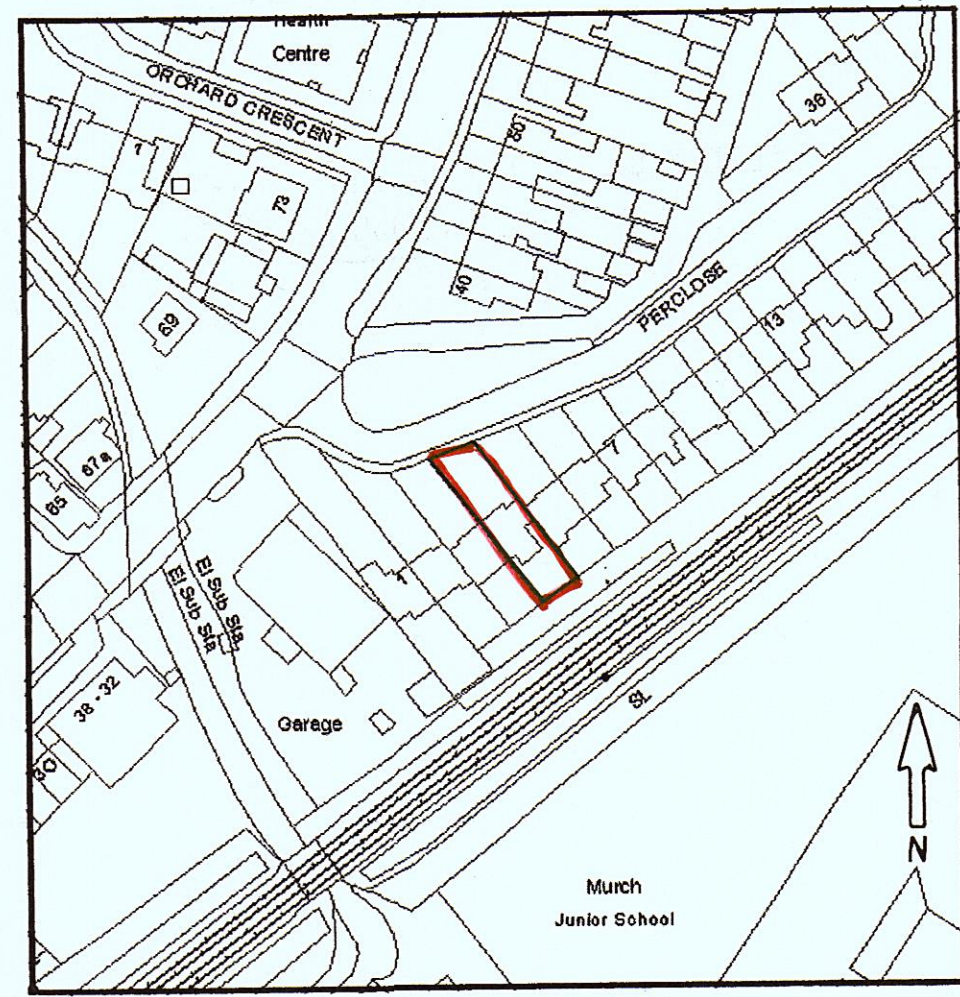 Health
Centre
ORCHARD CRESCENT
36
60
1
73
40
PERCLOSE
69
13
7
67a
65
El Sub Sta
El Sub Sta
1
38 - 32
Garage
SL
30
N
Murch
Junior School